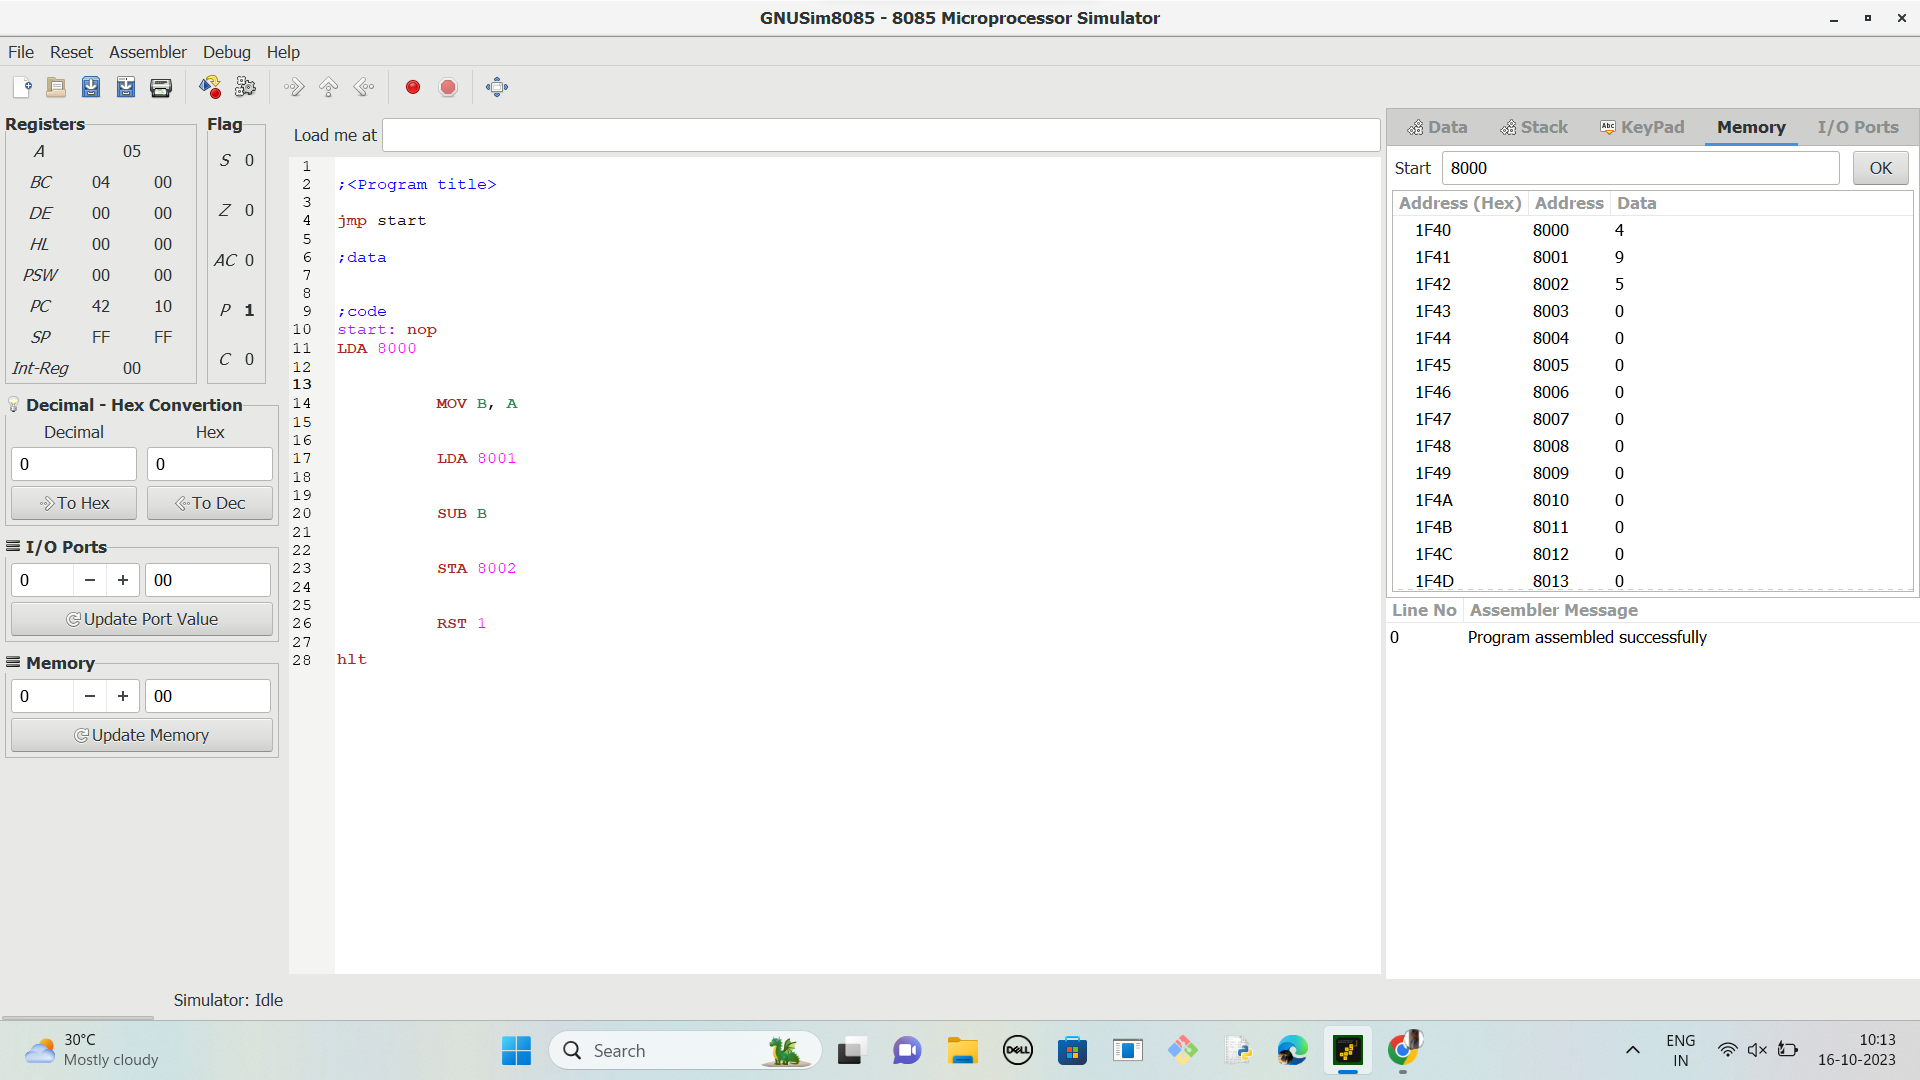 GNUSim8085 - 8085 Microprocessor Simulator
File Reset Assembler Debug Help
Registers
A 05
BC 04 00
DE 00 00
HL 00 00
PSW 00 00
PC 42 10
SP FF FF
Int-Reg 00
Flag
S 0
Z 0
AC 0
P 1
C 0
Decimal - Hex Convertion
Decimal Hex
0 0
To Hex To Dec
I/O Ports
0 − + 00
Update Port Value
Memory
0 − + 00
Update Memory
Load me at
1
2 ;<Program title>
3
4 jmp start
5
6 ;data
7
8
9 ;code
10 start: nop
11 LDA 8000
12
13
14 MOV B, A
15
16
17 LDA 8001
18
19
20 SUB B
21
22
23 STA 8002
24
25
26 RST 1
27
28 hlt
Data Stack Abc KeyPad Memory I/O Ports
Start 8000 OK
Address (Hex) Address Data
1F40 8000 4
1F41 8001 9
1F42 8002 5
1F43 8003 0
1F44 8004 0
1F45 8005 0
1F46 8006 0
1F47 8007 0
1F48 8008 0
1F49 8009 0
1F4A 8010 0
1F4B 8011 0
1F4C 8012 0
1F4D 8013 0
Line No Assembler Message
0 Program assembled successfully
Simulator: Idle
30°C
Mostly cloudy
Search
DELL
ENG
IN
10:13
16-10-2023